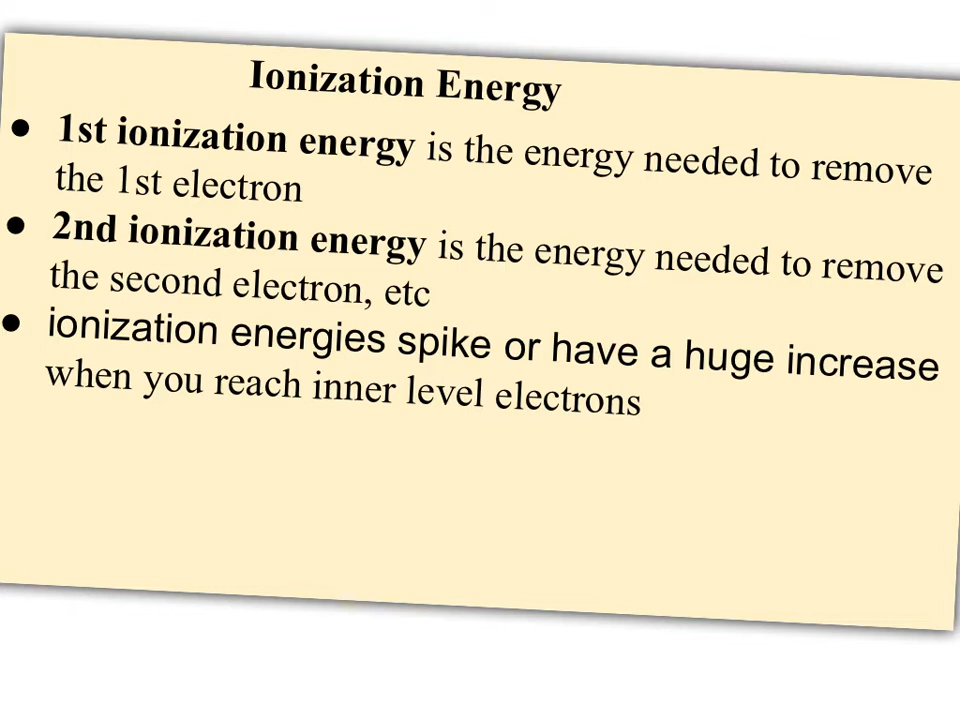 Ionization Energy
● 1st ionization energy is the energy needed to remove
the 1st electron
● 2nd ionization energy is the energy needed to remove
the second electron, etc
● ionization energies spike or have a huge increase
when you reach inner level electrons